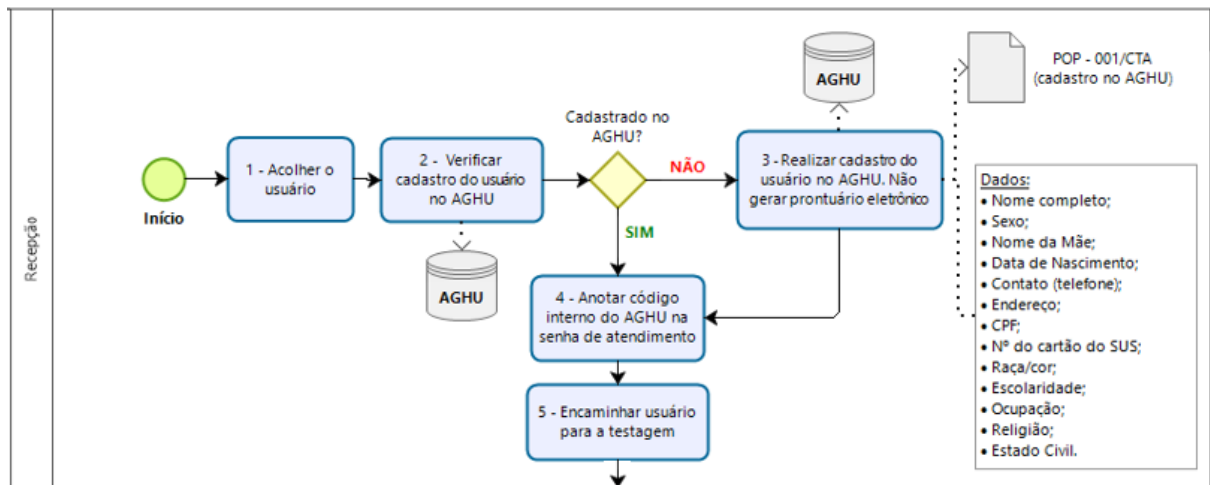 Recepção
Início
1 - Acolher o
usuário
2 - Verificar
cadastro do usuário
no AGHU
AGHU
Cadastrado no
AGHU?
NÃO
SIM
AGHU
3 - Realizar cadastro do
usuário no AGHU. Não
gerar prontuário eletrônico
POP - 001/CTA
(cadastro no AGHU)
Dados:
• Nome completo;
• Sexo;
• Nome da Mãe;
• Data de Nascimento;
• Contato (telefone);
• Endereço;
• CPF;
• Nº do cartão do SUS;
• Raça/cor;
• Escolaridade;
• Ocupação;
• Religião;
• Estado Civil.
4 - Anotar código
interno do AGHU na
senha de atendimento
5 - Encaminhar usuário
para a testagem